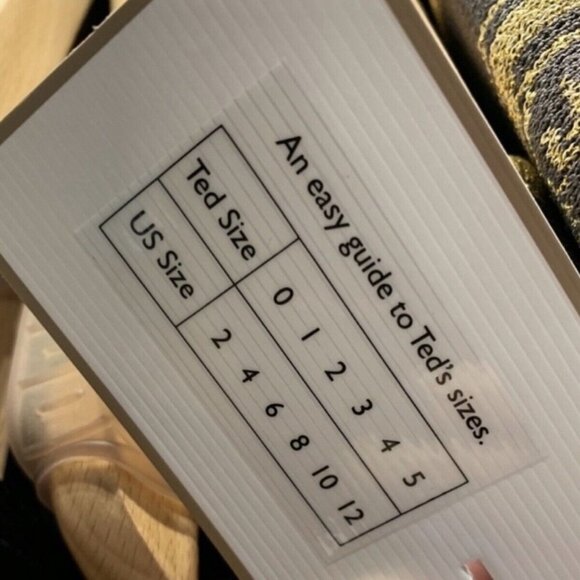 An easy guide to Ted's sizes.
Ted Size 0 1 2 3 4 5
US Size 2 4 6 8 10 12